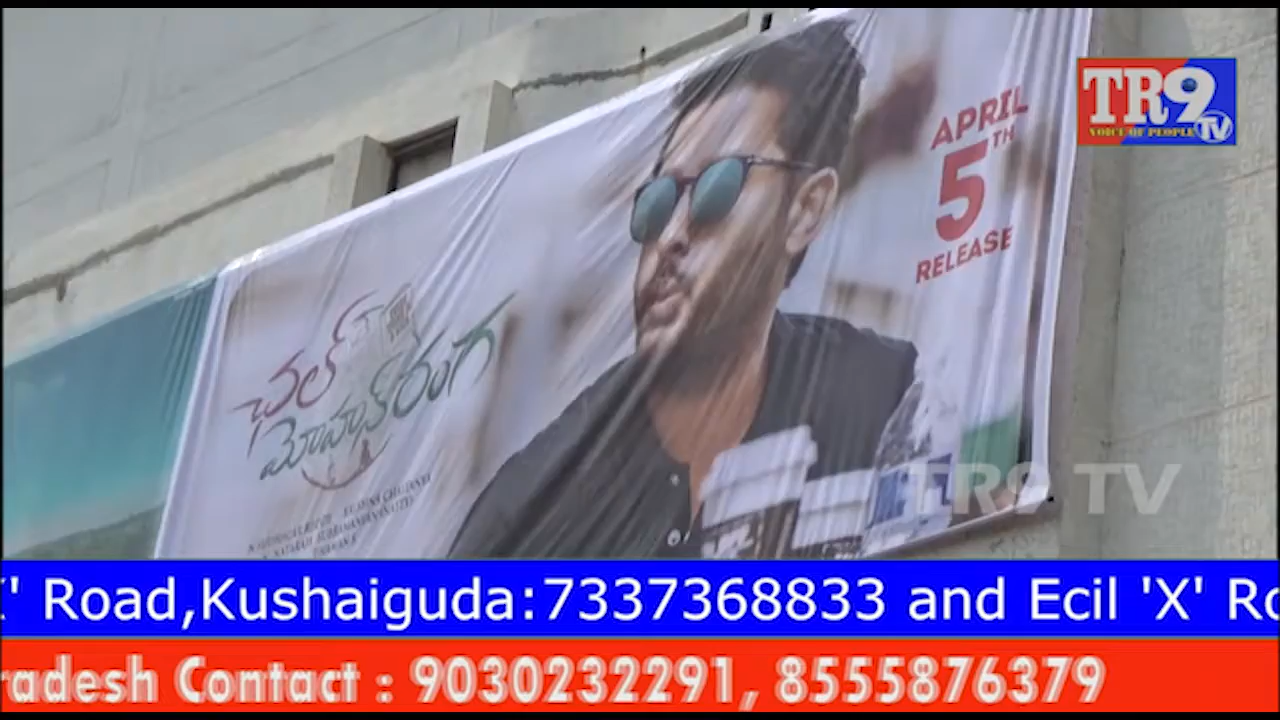 TR9
VOICE OF PEOPLE TV
APRIL
5TH
RELEASE
ఛల్
మోహన్ రంగ
TR9 TV
' Road,Kushaiguda:7337368833 and Ecil 'X'
radesh Contact : 9030232291, 8555876379